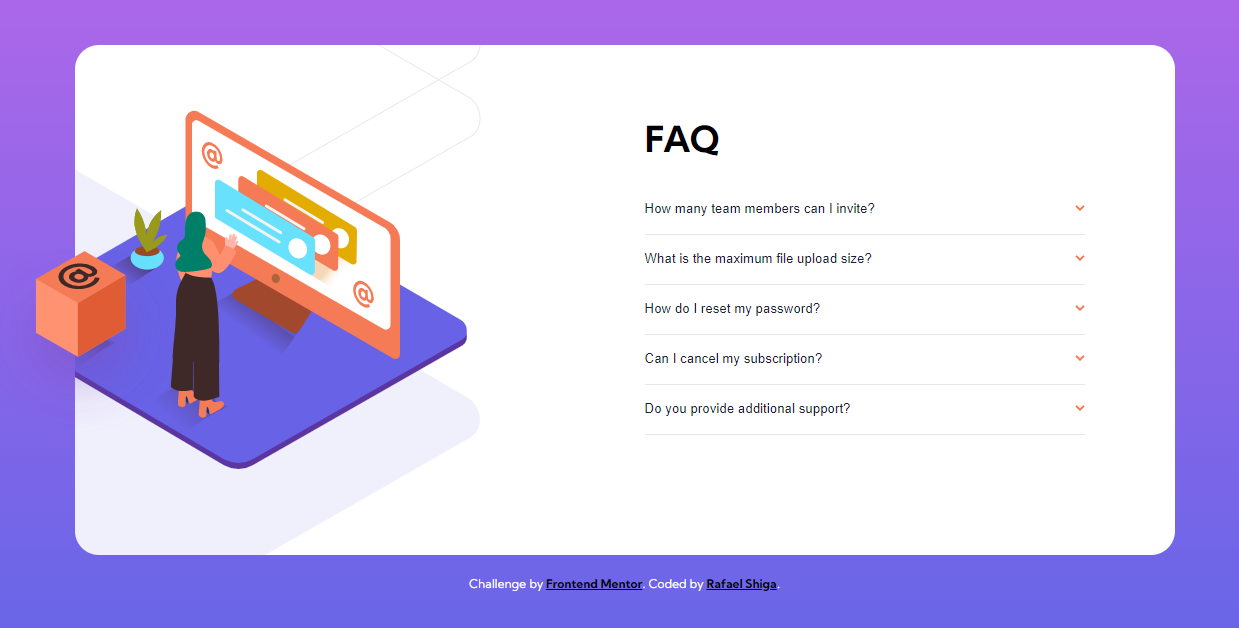 @
@
@
FAQ
How many team members can I invite?
What is the maximum file upload size?
How do I reset my password?
Can I cancel my subscription?
Do you provide additional support?
Challenge by Frontend Mentor. Coded by Rafael Shiga.